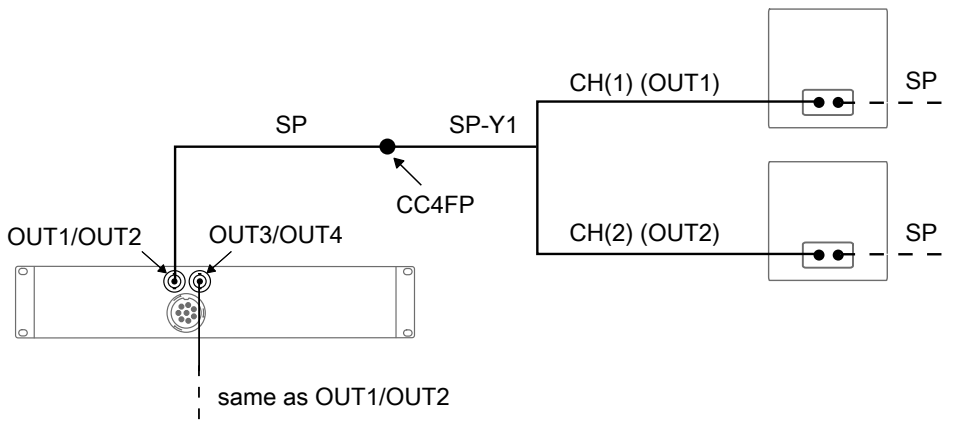 CH(1) (OUT1)
SP
SP
SP-Y1
CC4FP
OUT1/OUT2
OUT3/OUT4
CH(2) (OUT2)
SP
same as OUT1/OUT2